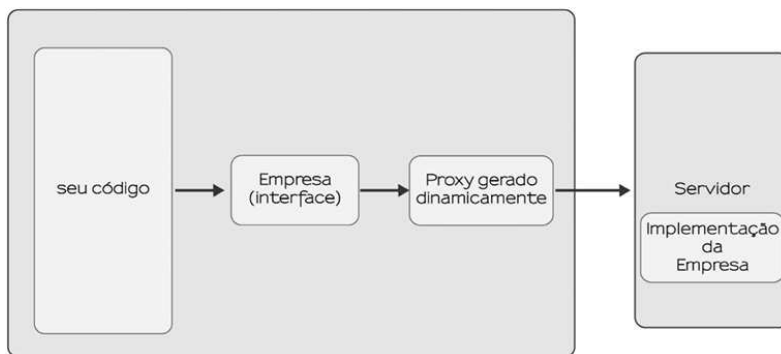 seu código
Empresa
(interface)
Proxy gerado
dinamicamente
Servidor
Implementação
da
Empresa